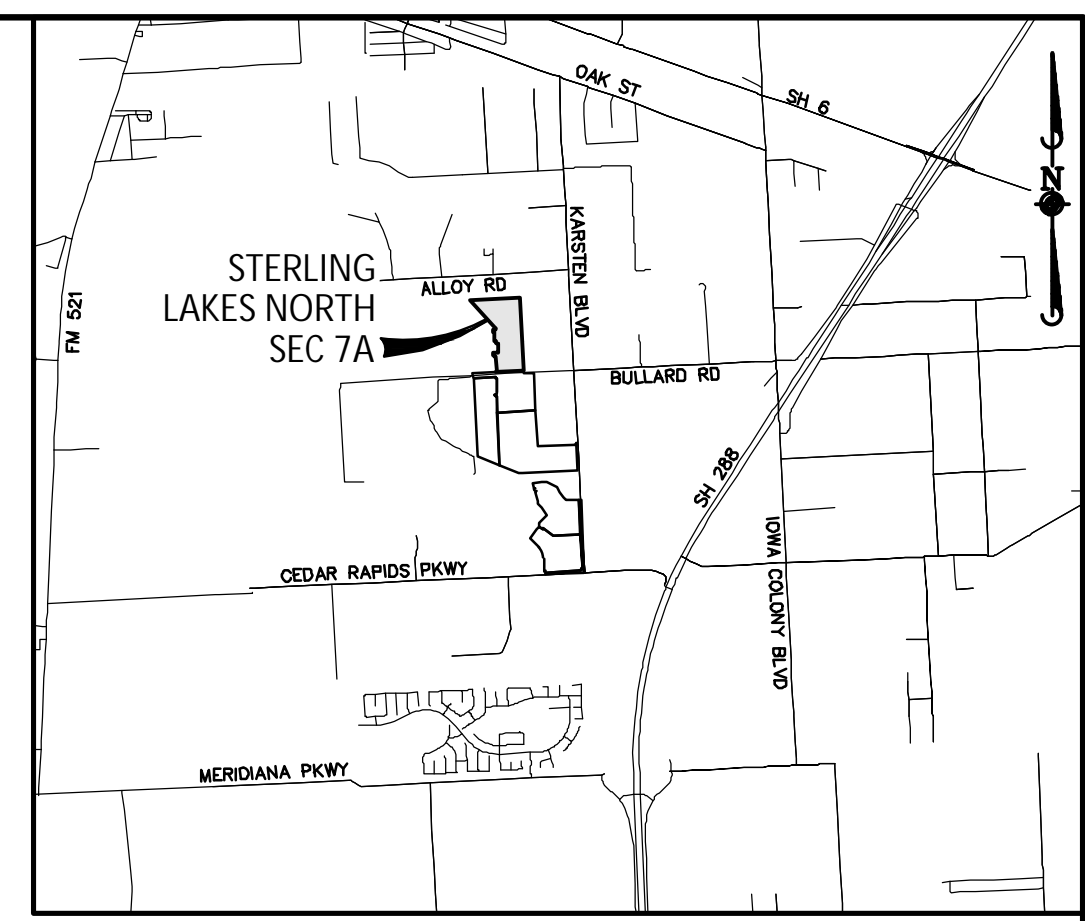 OAK ST
SH 6
N
KARSTEN BLVD
STERLING
LAKES NORTH
SEC 7A
ALLOY RD
FM 521
BULLARD RD
SH 288
IOWA COLONY BLVD
CEDAR RAPIDS PKWY
MERIDIANA PKWY